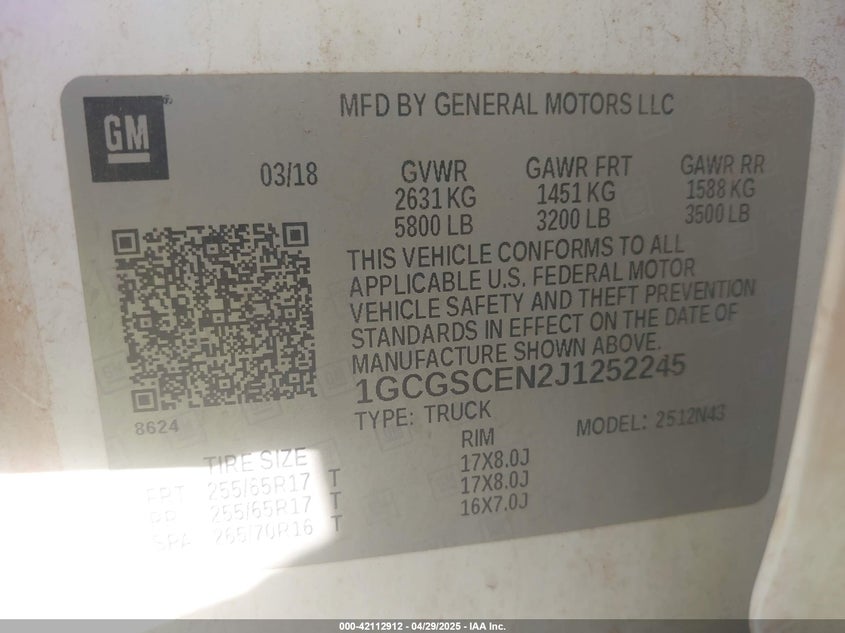 GM
MFD BY GENERAL MOTORS LLC
03/18 GVWR GAWR FRT GAWR RR
2631 KG 1451 KG 1588 KG
5800 LB 3200 LB 3500 LB
THIS VEHICLE CONFORMS TO ALL
APPLICABLE U.S. FEDERAL MOTOR
VEHICLE SAFETY AND THEFT PREVENTION
STANDARDS IN EFFECT ON THE DATE OF
MANUFACTURE SHOWN ABOVE.
1GCGSCEN2J1252245
8624 TYPE: TRUCK MODEL: 2512N43
TIRE SIZE RIM
FRT 255/65R17 T 17X8.0J
RR 255/65R17 T 17X8.0J
SPA 265/70R16 T 16X7.0J
000-42112912 - 04/29/2025 - IAA Inc.